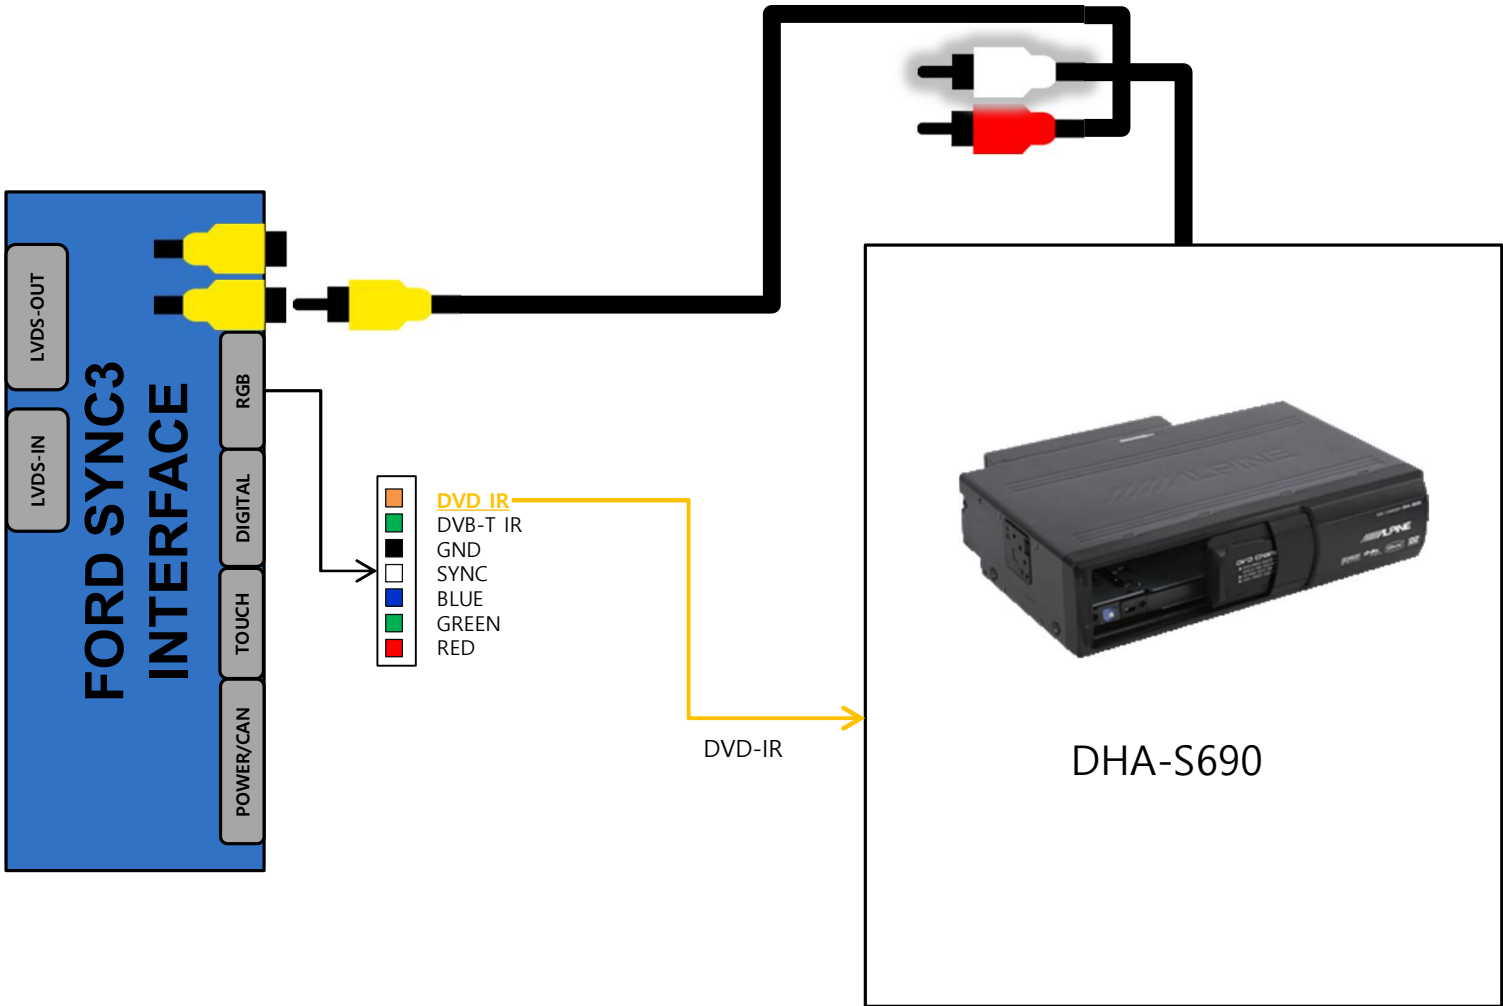 LVDS-OUT
LVDS-IN
FORD SYNC3
INTERFACE
RGB
DIGITAL
TOUCH
POWER/CAN
DVD IR
DVB-T IR
GND
SYNC
BLUE
GREEN
RED
DVD-IR
ALPINE
ALPINE
DHA-S690